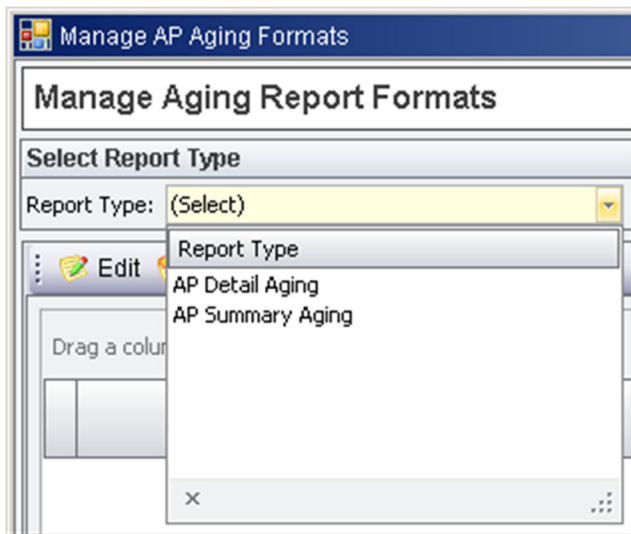 Manage AP Aging Formats
Manage Aging Report Formats
Select Report Type
Report Type: (Select)
Report Type
Edit
AP Detail Aging
AP Summary Aging
Drag a colum